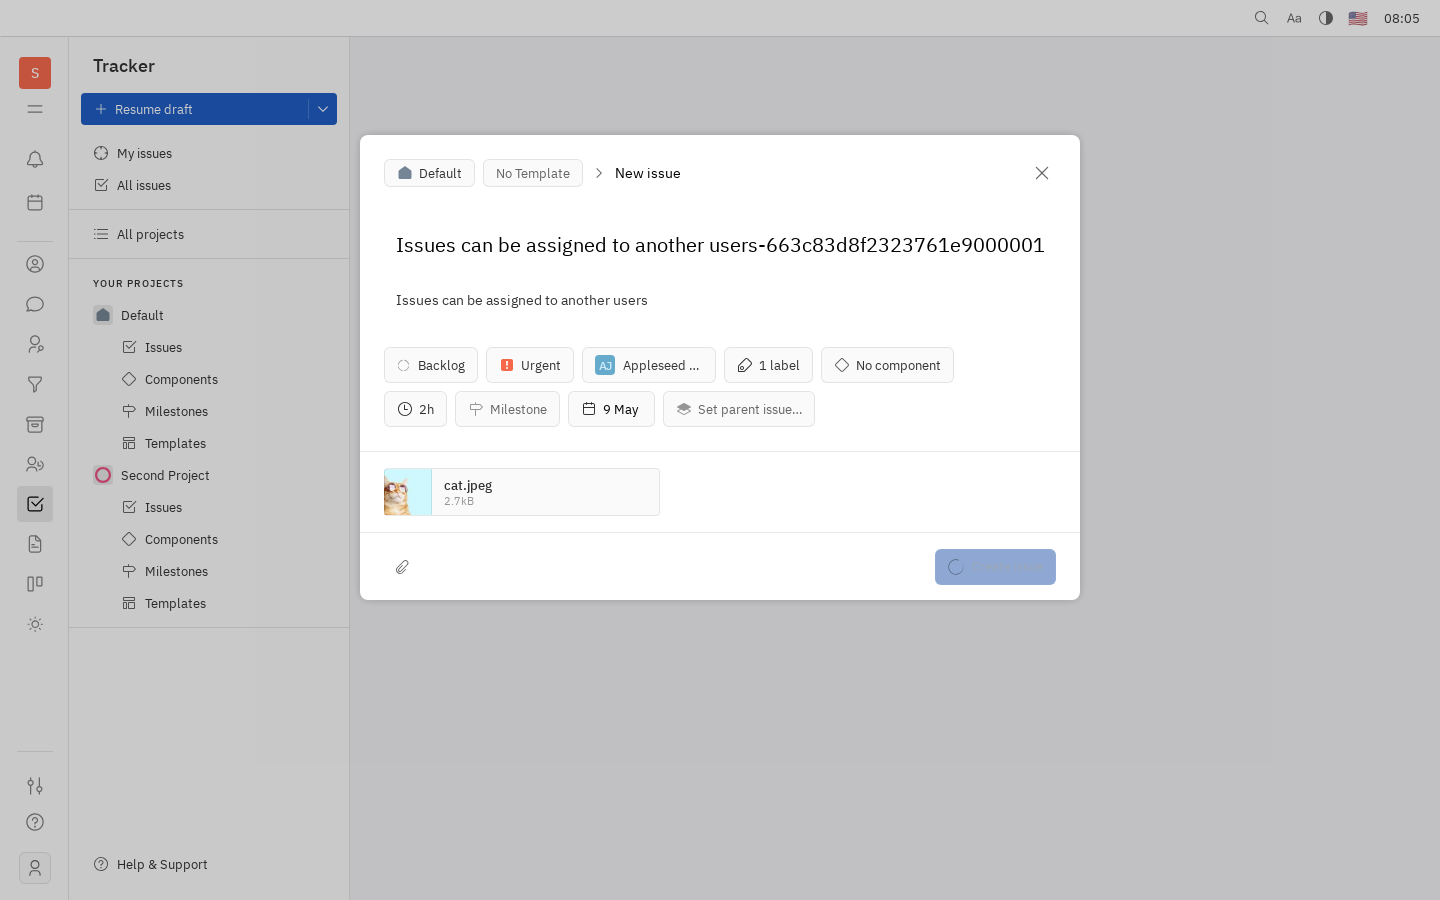 Aa
08:05
S
Tracker
Resume draft
My issues
All issues
All projects
YOUR PROJECTS
Default
Issues
Components
Milestones
Templates
Second Project
Issues
Components
Milestones
Templates
Help & Support
Default
No Template
New issue
Issues can be assigned to another users-663c83d8f2323761e9000001
Issues can be assigned to another users
Backlog
Urgent
AJ
Appleseed ...
1 label
No component
2h
Milestone
9 May
Set parent issue...
cat.jpeg
2.7kB